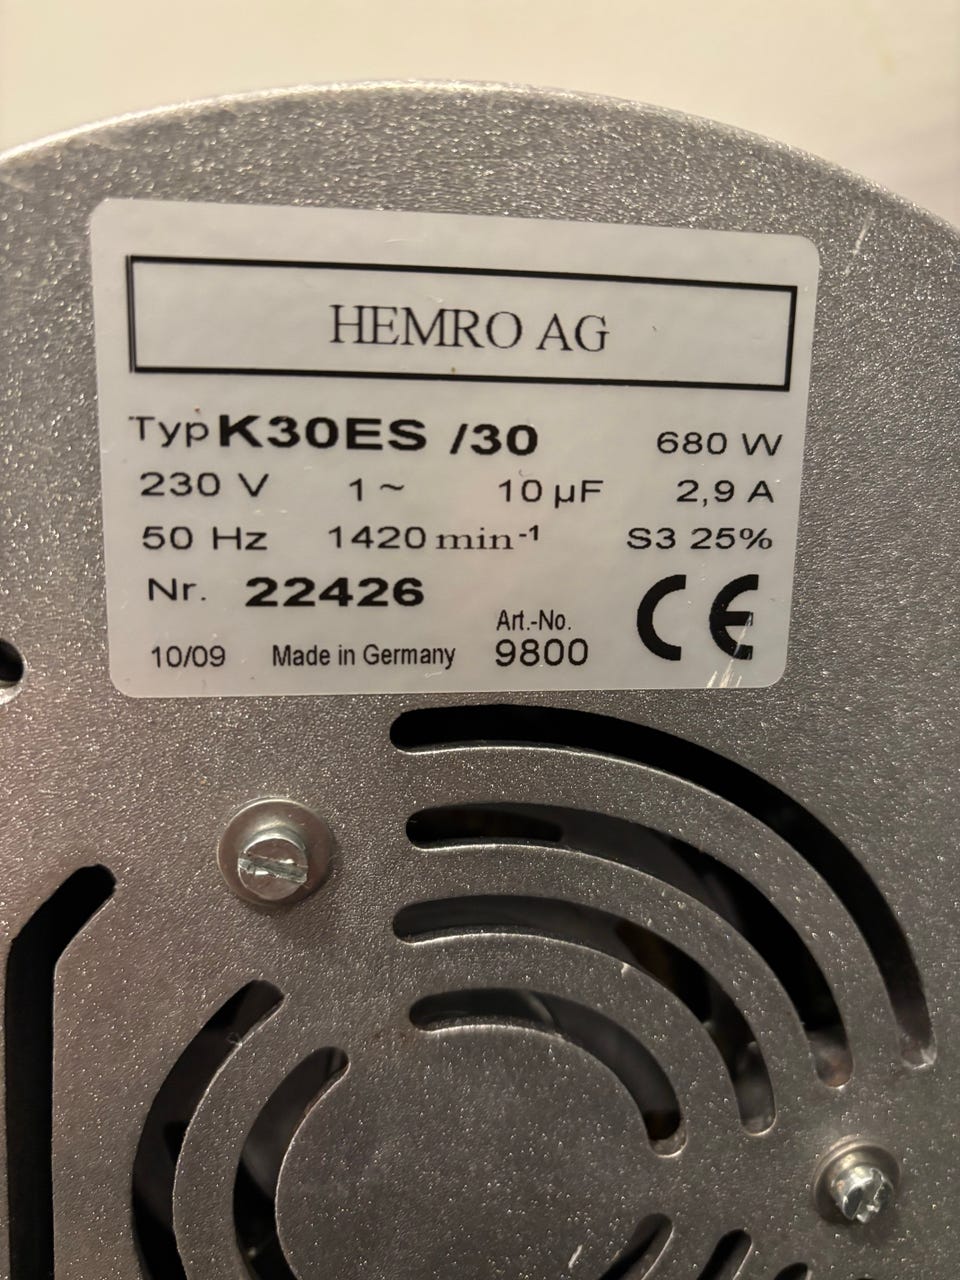 HEMRO AG
Typ K30ES /30 680 W
230 V 1~ 10 µF 2,9 A
50 Hz 1420 min-1 S3 25%
Nr. 22426
Art.-No.
10/09 Made in Germany 9800 CE